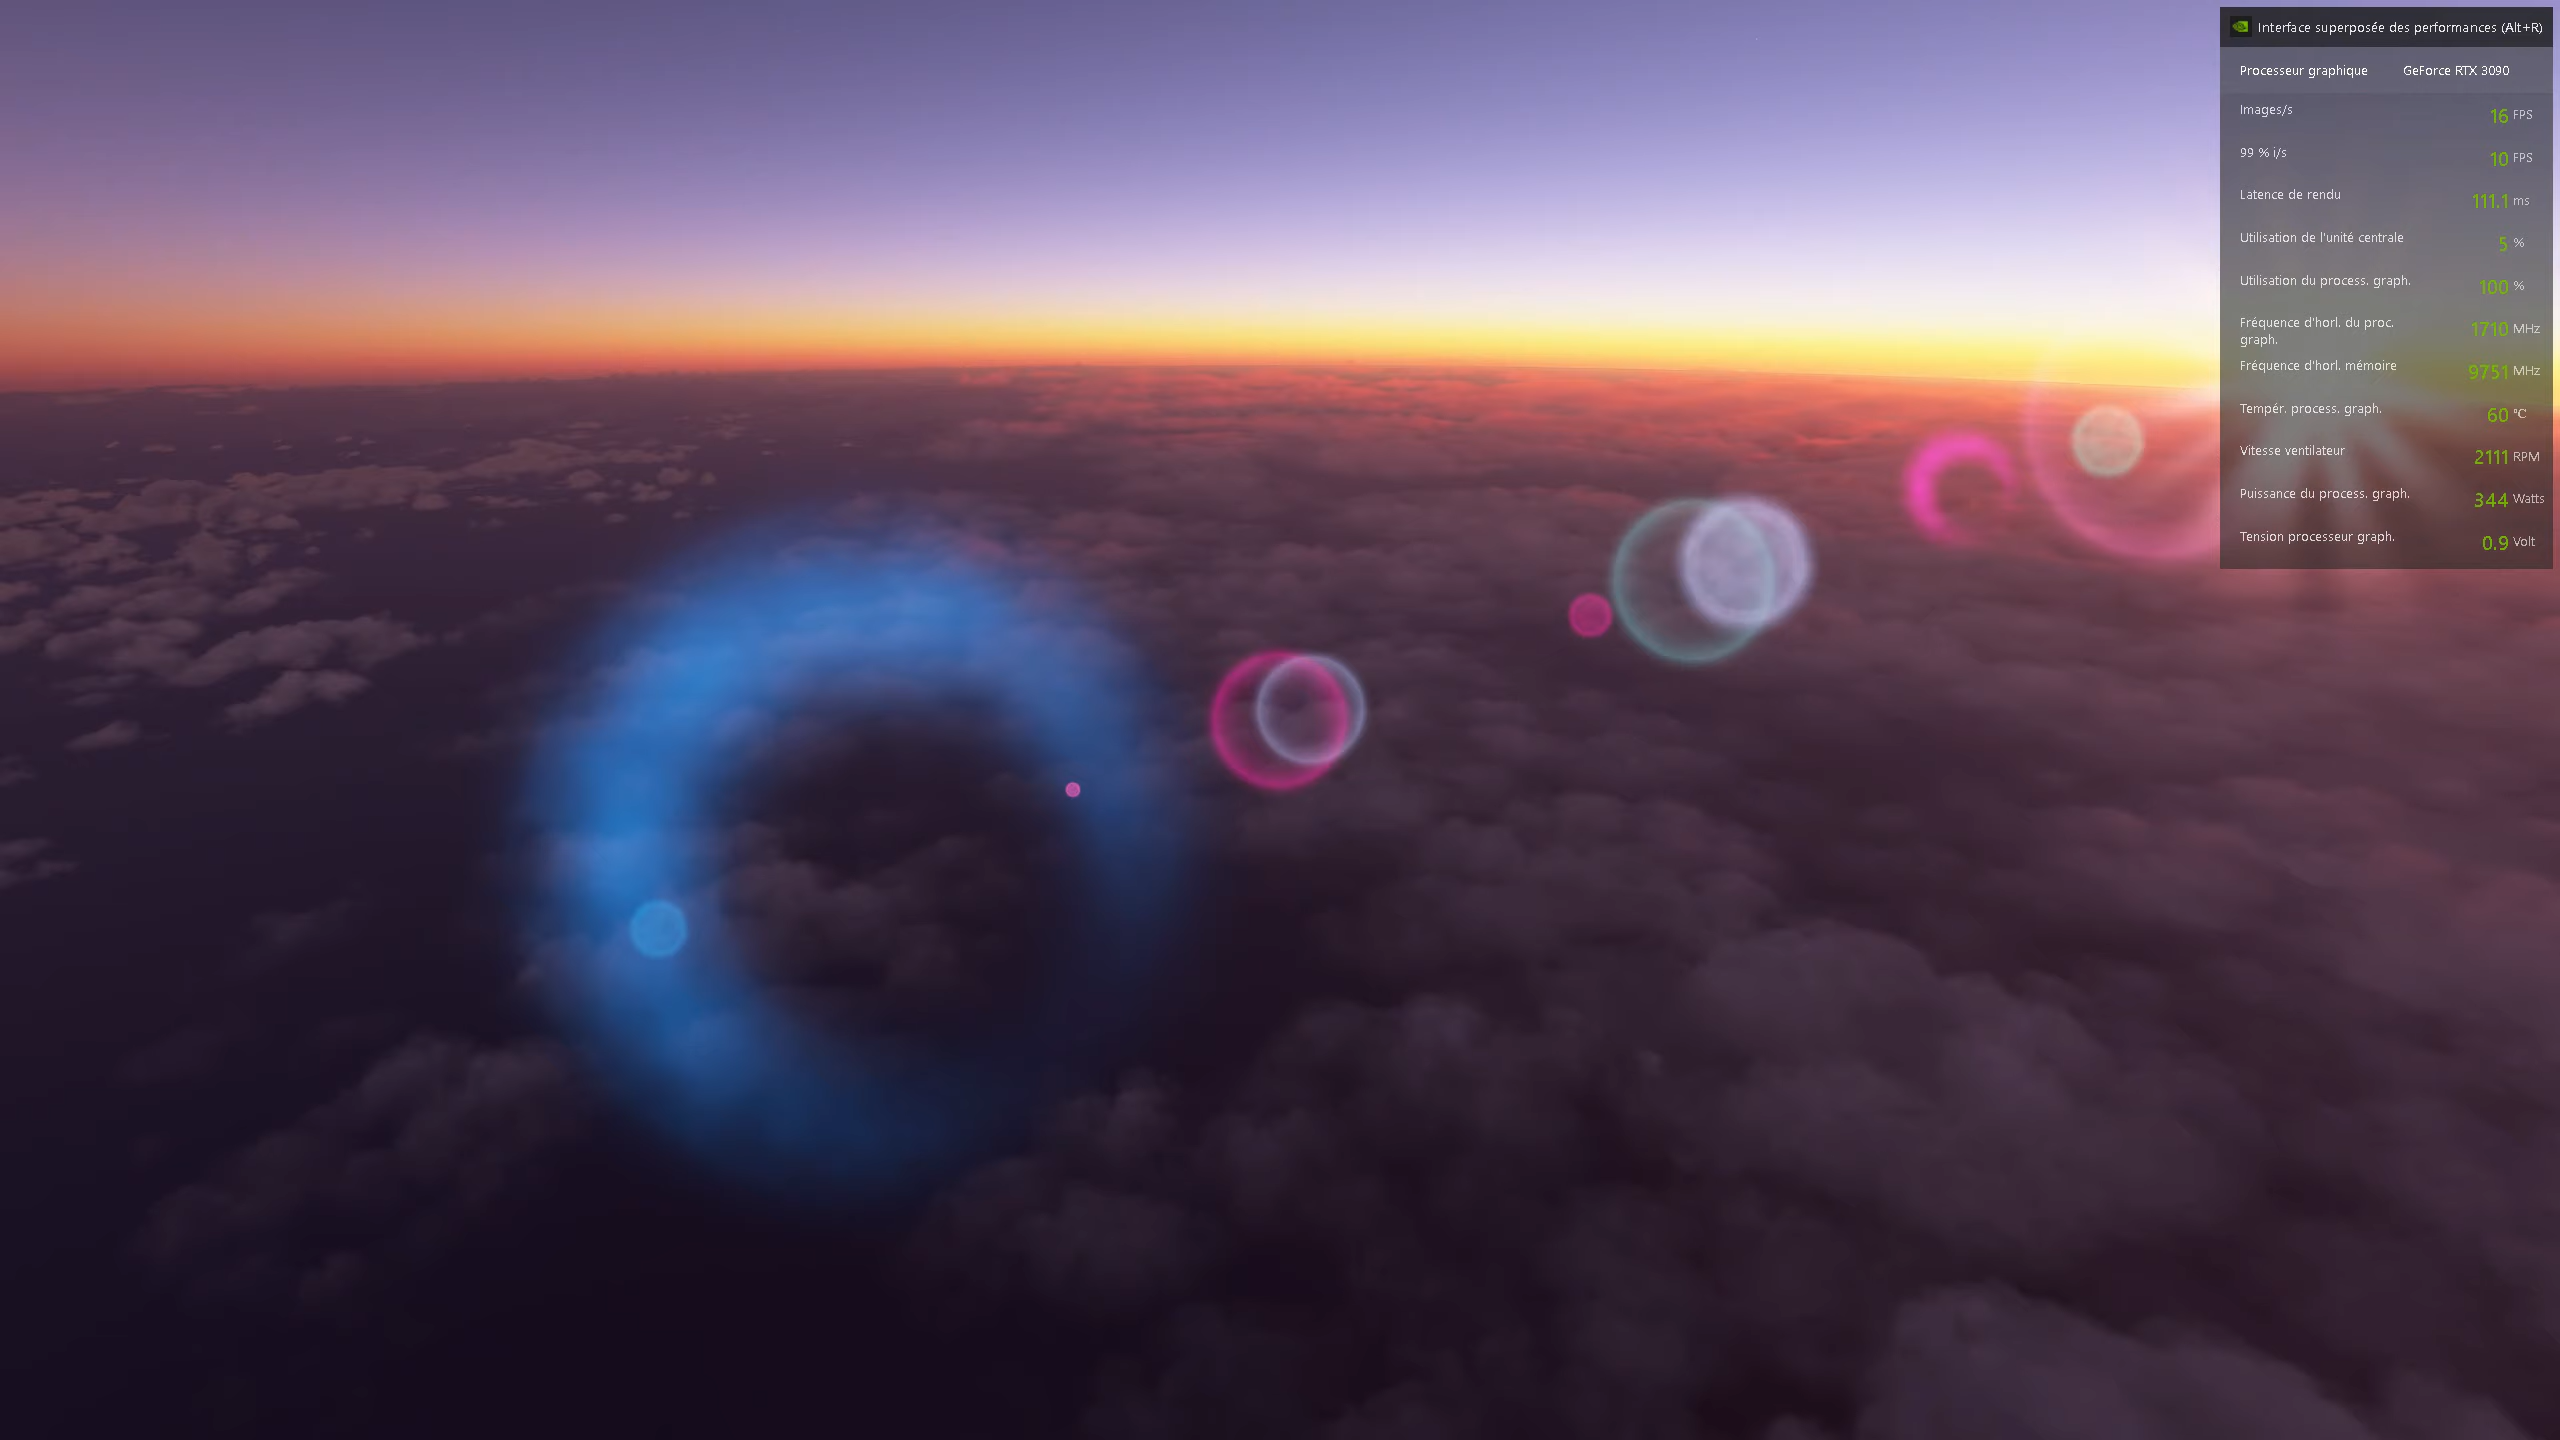 Interface superposée des performances (Alt+R)
Processeur graphique GeForce RTX 3090
Images/s 16 FPS
99 % i/s 10 FPS
Latence de rendu 111.1 ms
Utilisation de l'unité centrale 5 %
Utilisation du process. graph. 100 %
Fréquence d'horl. du proc. 1710 MHz
graph.
Fréquence d'horl. mémoire 9751 MHz
Tempér. process. graph. 60 °C
Vitesse ventilateur 2111 RPM
Puissance du process. graph. 344 Watts
Tension processeur graph. 0.9 Volt